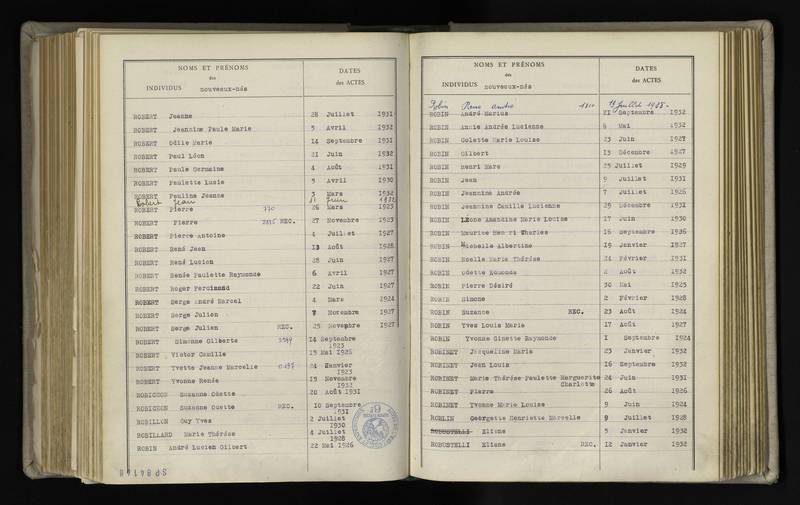 NOMS ET PRÉNOMS
des
INDIVIDUS nouveaux-nés
DATES
des ACTES
ROBERT Jeanne 28 Juillet 1931
ROBERT Jeannine Paule Marie 5 Avril 1932
ROBERT Odile Marie 14 Septembre 1931
ROBERT Paul Léon 21 Juin 1932
ROBERT Paule Germaine 4 Août 1931
ROBERT Paulette Lucie 5 Avril 1930
ROBERT Pauline Jeanne 3 Mars 1932
Robert Jean Juin
ROBERT Pierre 26 Mars 1923
ROBERT Pierre REC. 27 Novembre 1923
ROBERT Pierre Antoine 4 Juillet 1927
ROBERT René Jean 13 Août 1928
ROBERT René Lucien 28 Juin 1927
ROBERT Renée Paulette Raymonde 6 Avril 1927
ROBERT Roger Ferdinand 22 Juin 1927
ROBERT Serge André Marcel 4 Mars 1924
ROBERT Serge Julien 7 Novembre 1927
ROBERT Serge Julien REC. 25 Novembre 1927
ROBERT Simonne Gilberte 14 Septembre
1923
ROBERT Victor Camille 15 Mai 1926
ROBERT Yvette Jeanne Marcelle 24 Janvier
1923
ROBERT Yvonne Renée 15 Novembre
1932
ROBICHON Suzanne Odette 20 Août 1931
ROBICHON Suzanne Odette REC. 10 Septembre
1931
ROBILLON Guy Yves 2 Juillet
1930
ROBILLARD Marie Thérèse 4 Juillet
1928
ROBIN André Lucien Gilbert 22 Mai 1926
NOMS ET PRÉNOMS
des
INDIVIDUS nouveaux-nés
DATES
des ACTES
Robin René Juillet
ROBIN André Marius 21 Septembre 1932
ROBIN Annie Andrée Lucienne 6 Mai 1932
ROBIN Colette Marie Louise 23 Juin 1927
ROBIN Gilbert 13 Décembre 1927
ROBIN Henri Marc 25 Juillet 1929
ROBIN Jean 9 Juillet 1931
ROBIN Jeannine Andrée 7 Juillet 1926
ROBIN Jeannine Camille Lucienne 29 Décembre 1931
ROBIN Léone Amandine Marie Louise 17 Juin 1930
ROBIN Maurice Henri Charles 16 Septembre 1926
ROBIN Michelle Albertine 19 Janvier 1927
ROBIN Noelle Marie Thérèse 24 Février 1931
ROBIN Odette Edmonde 2 Août 1932
ROBIN Pierre Désiré 30 Mai 1925
ROBIN Simone 2 Février 1928
ROBIN Suzanne REC. 23 Août 1924
ROBIN Yves Louis Marie 17 Août 1927
ROBIN Yvonne Ginette Raymonde 1 Septembre 1924
ROBINET Jacqueline Marie 23 Janvier 1932
ROBINET Jean Louis 16 Septembre 1932
ROBINET Marie Thérèse Paulette Marguerite 24 Juin 1931
Charlotte
ROBINET Pierre 26 Août 1926
ROBINET Yvonne Marie Louise 9 Juin 1924
ROBLIN Georgette Henriette Marcelle 9 Juillet 1928
ROBUSTELLI Eliane 5 Janvier 1932
ROBUSTELLI Eliane REC. 12 Janvier 1932